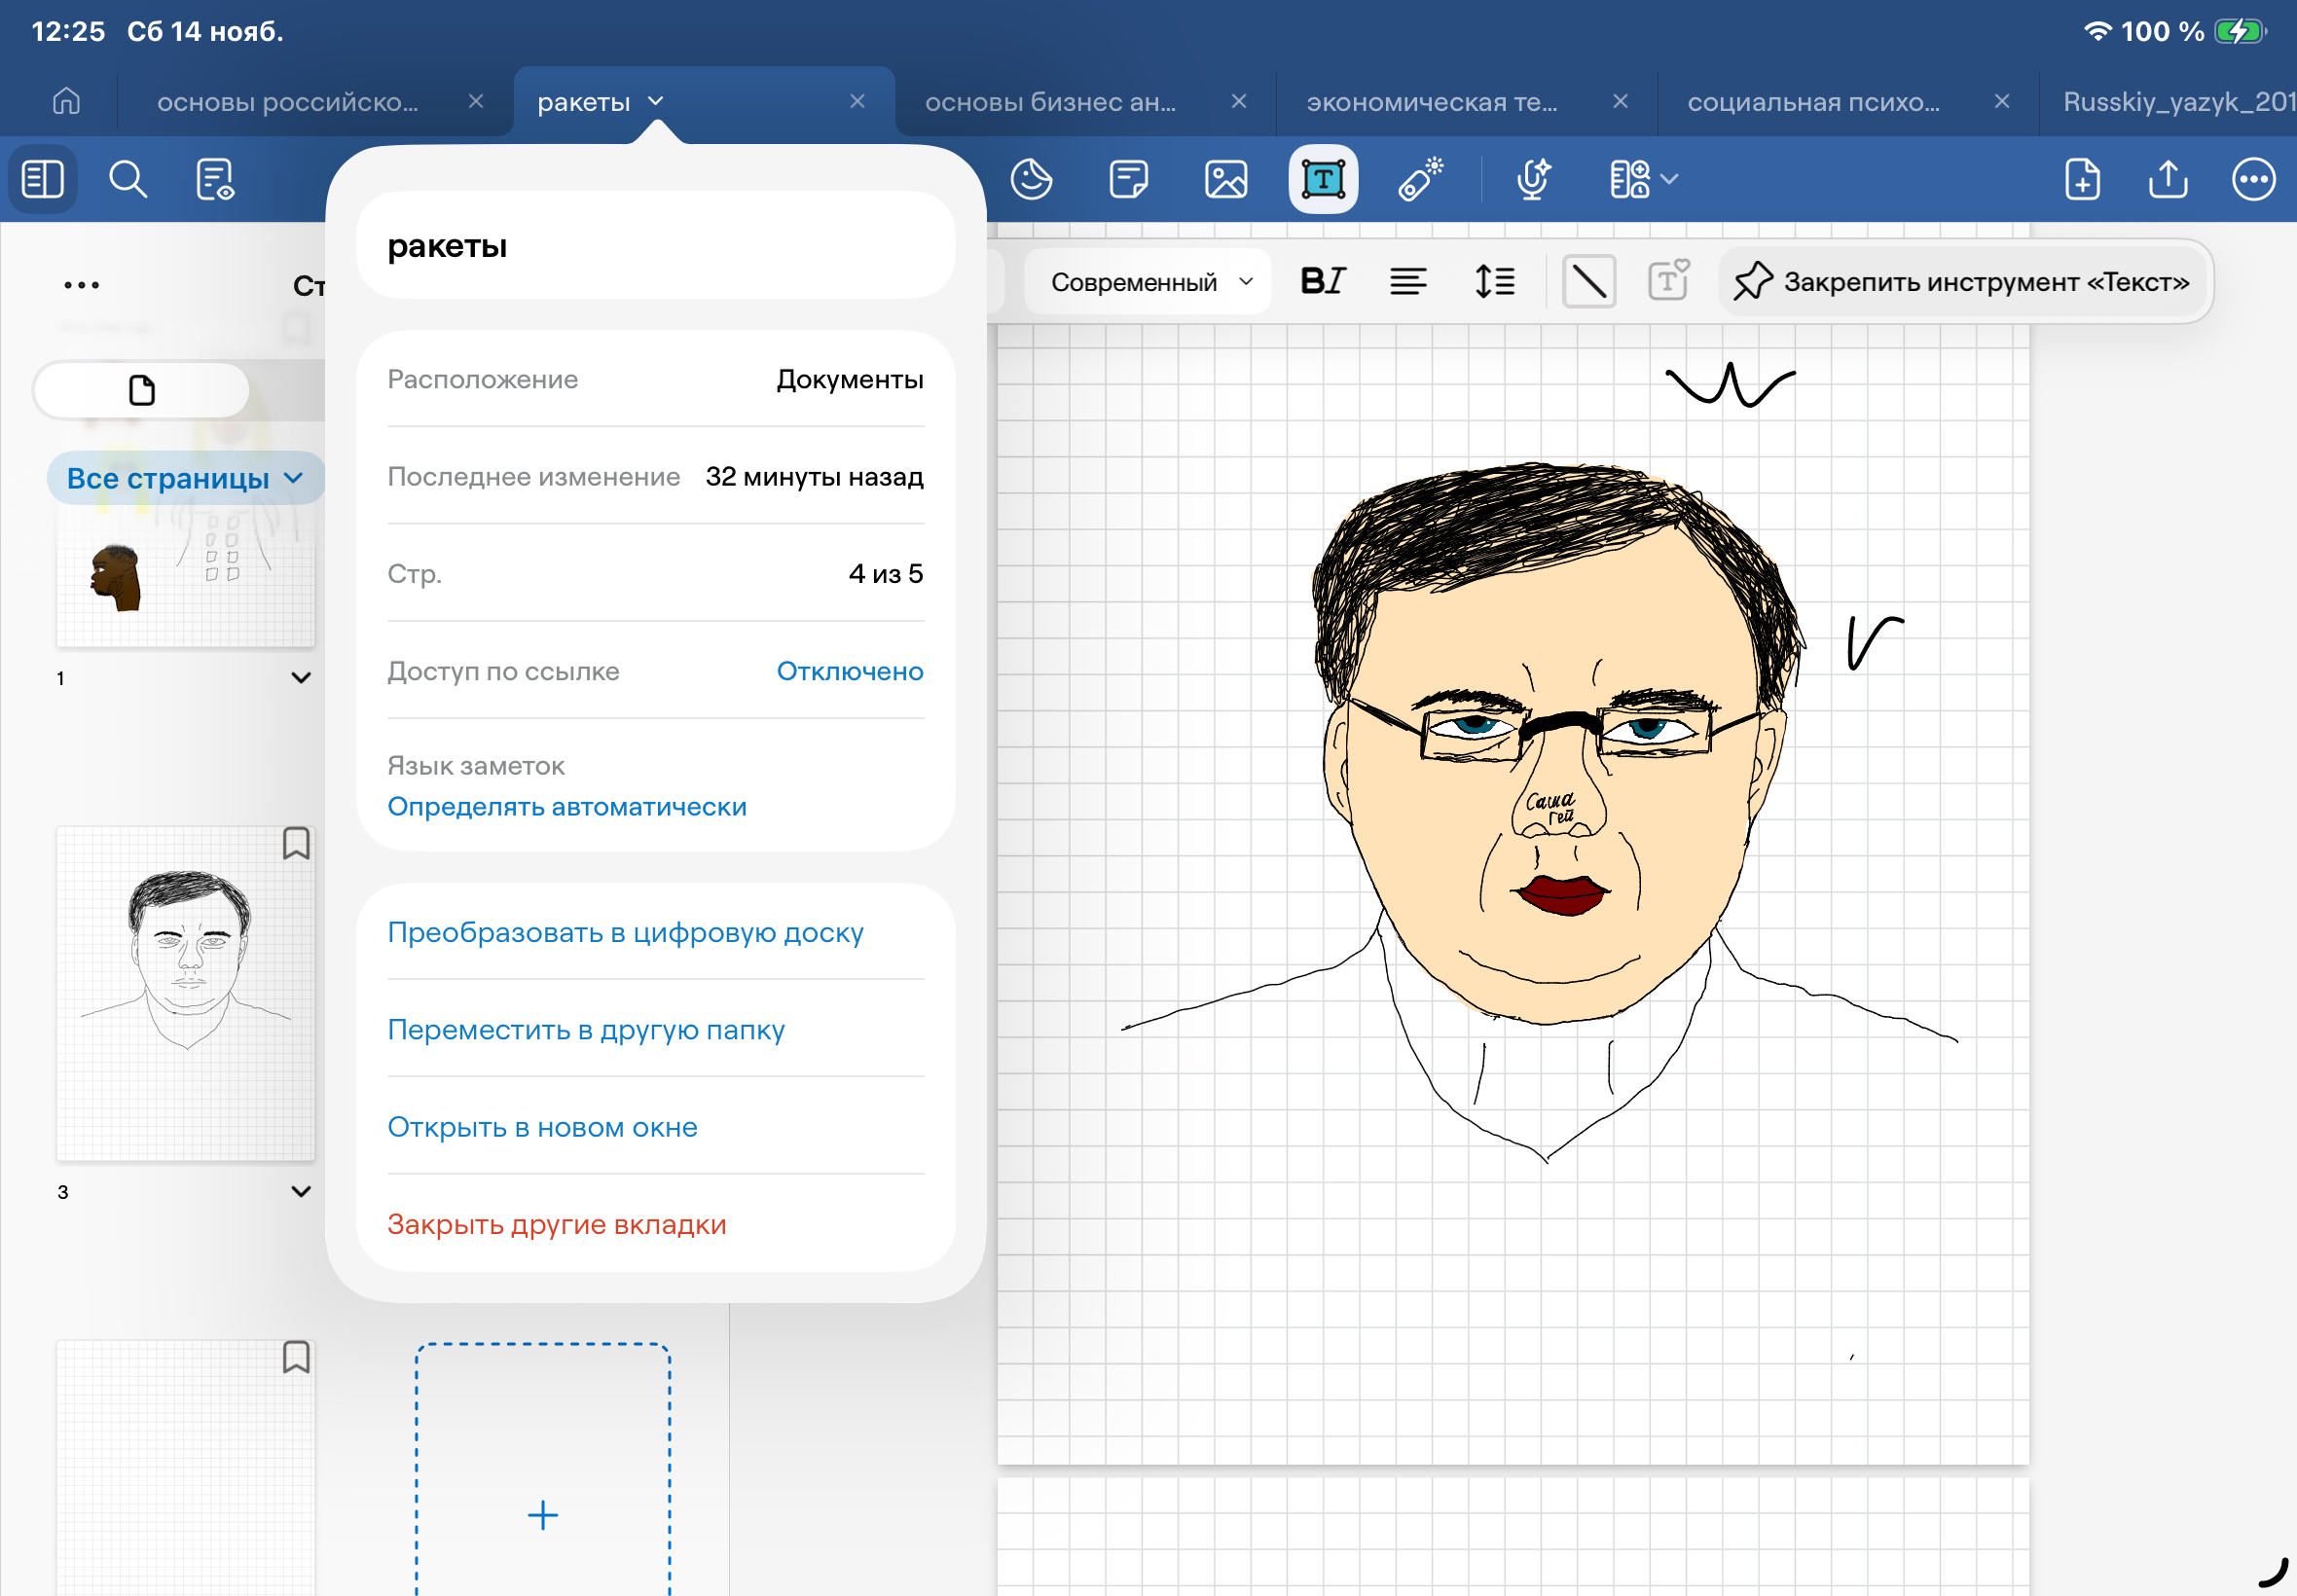 12:25 Сб 14 нояб.
100 %
основы российско...
ракеты
основы бизнес ан...
экономическая те...
социальная психо...
Russkiy_yazyk_201
Современный
BI
Закрепить инструмент «Текст»
Все страницы
1
3
ракеты
Расположение Документы
Последнее изменение 32 минуты назад
Стр. 4 из 5
Доступ по ссылке Отключено
Язык заметок
Определять автоматически
Преобразовать в цифровую доску
Переместить в другую папку
Открыть в новом окне
Закрыть другие вкладки
Саша
гей